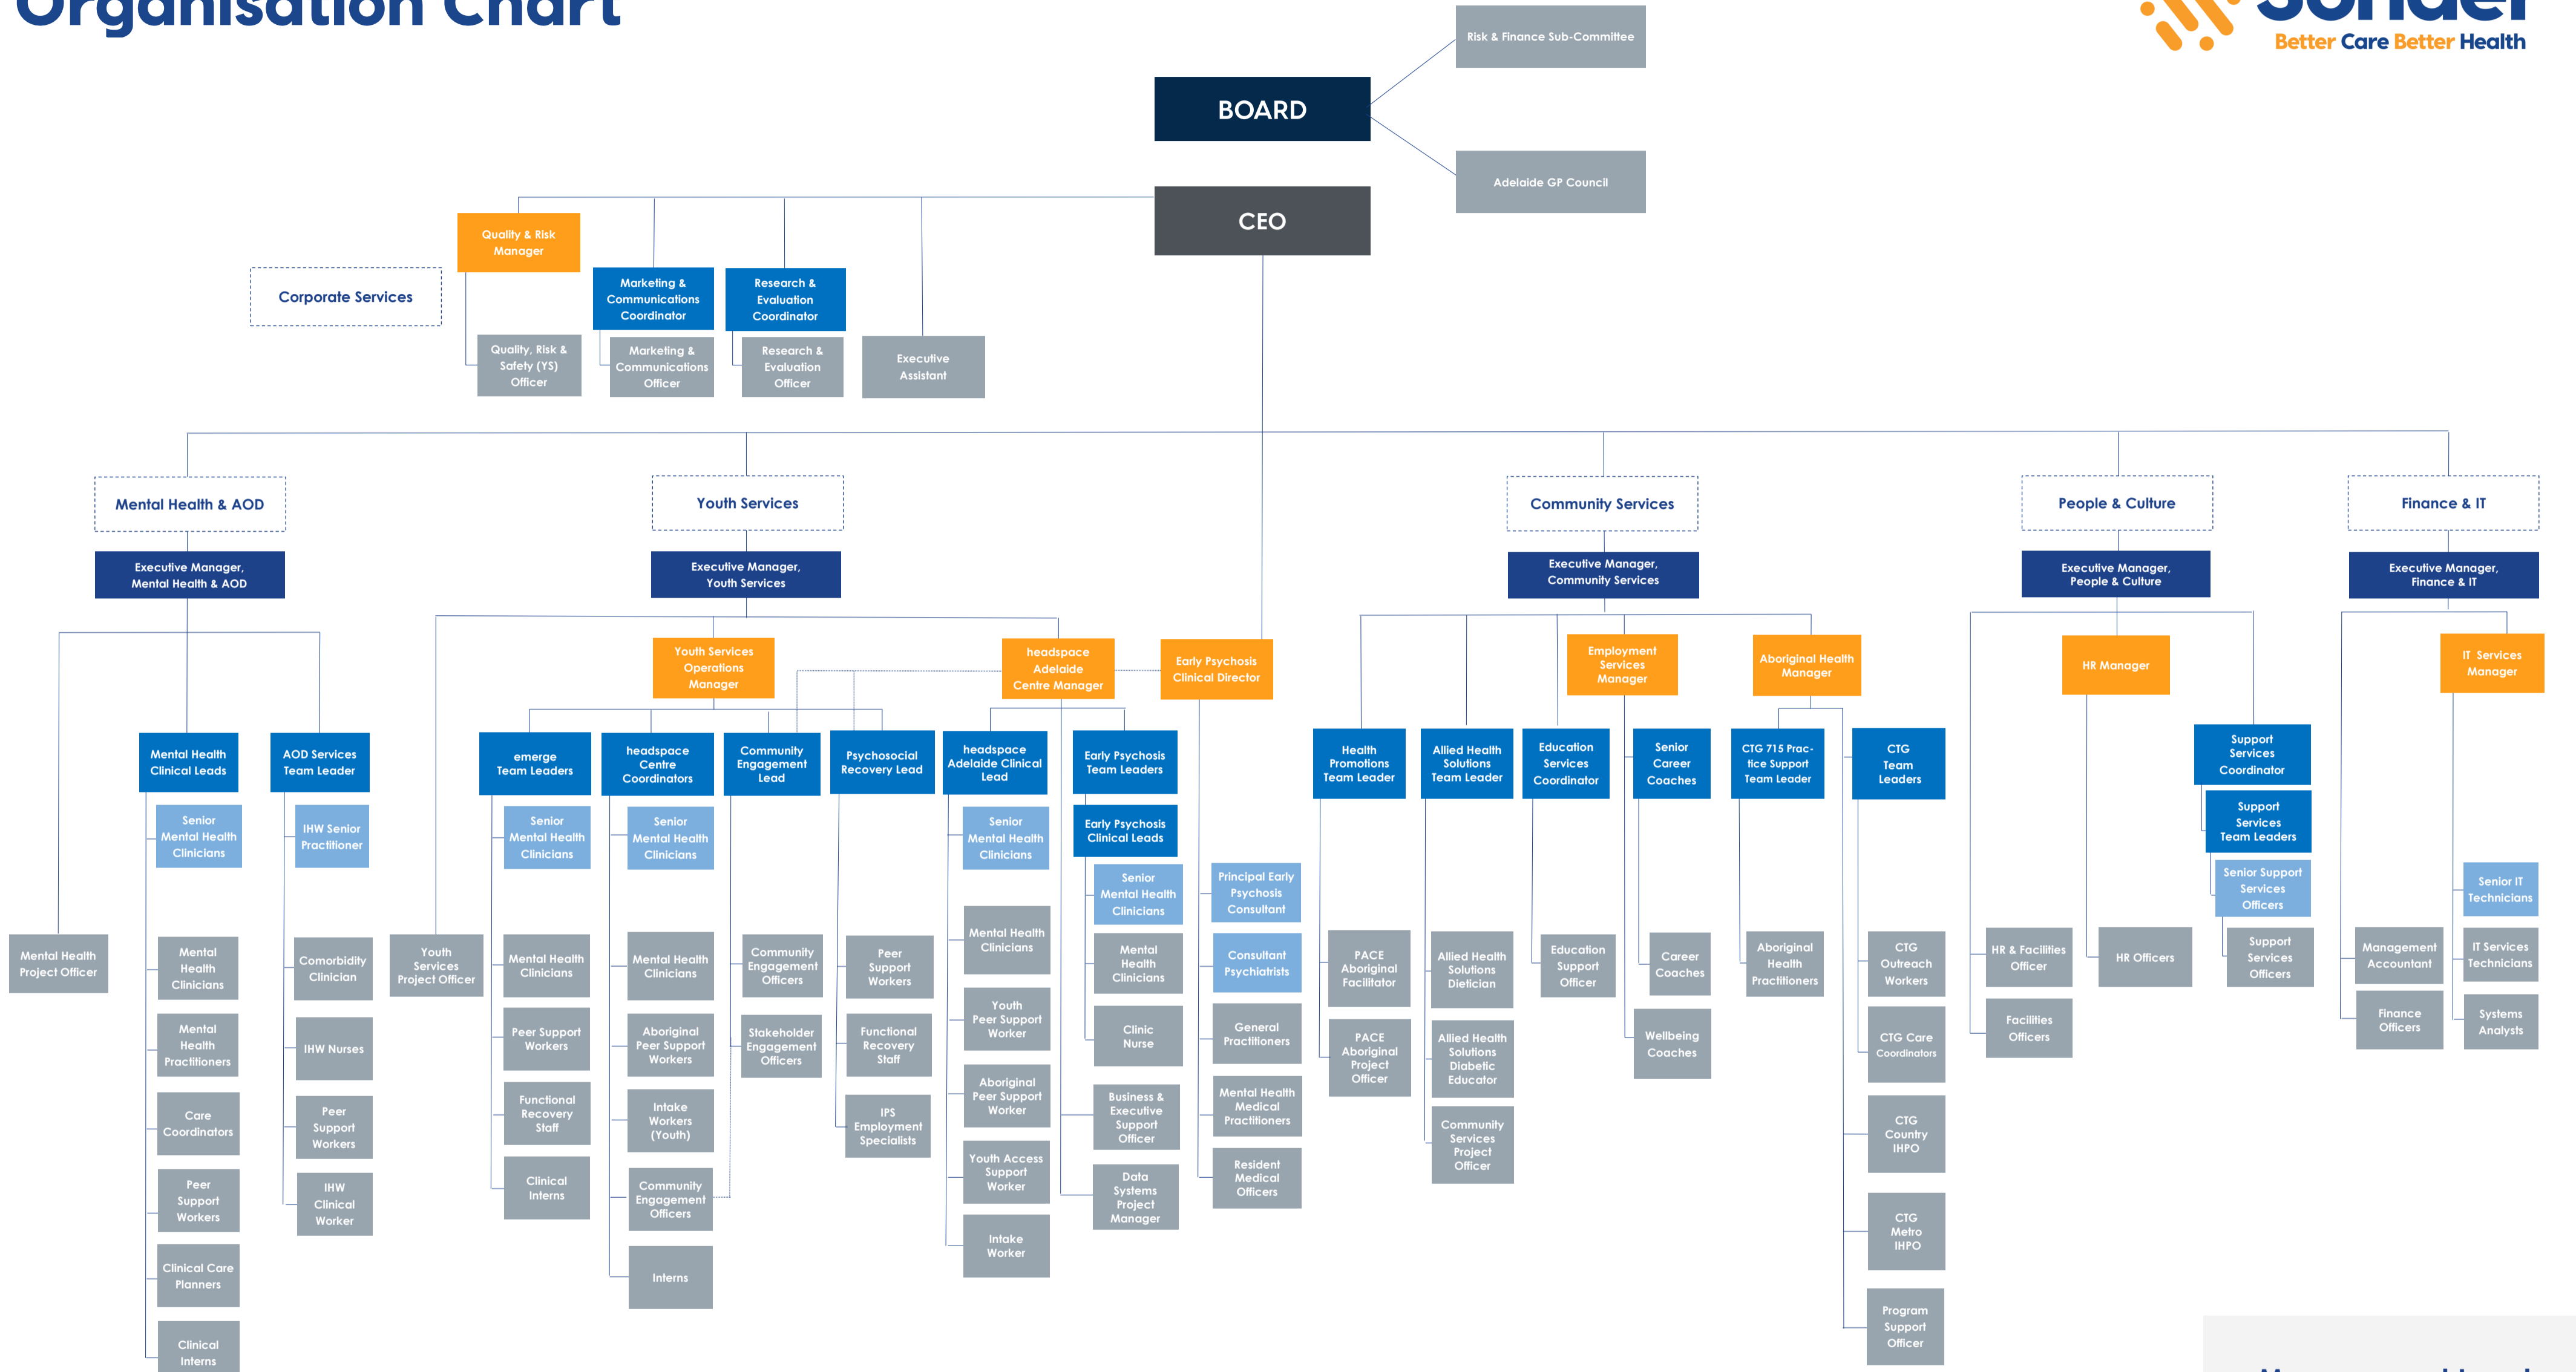 Organisation Chart
Sonder
Better Care Better Health
Risk & Finance Sub-Committee
BOARD
Adelaide GP Council
CEO
Quality & Risk
Manager
Corporate Services
Marketing &
Communications
Coordinator
Research &
Evaluation
Coordinator
Quality, Risk &
Safety (YS)
Officer
Marketing &
Communications
Officer
Research &
Evaluation
Officer
Executive
Assistant
Mental Health & AOD
Youth Services
Community Services
People & Culture
Finance & IT
Executive Manager,
Mental Health & AOD
Executive Manager,
Youth Services
Executive Manager,
Community Services
Executive Manager,
People & Culture
Executive Manager,
Finance & IT
Youth Services
Operations
Manager
headspace
Adelaide
Centre Manager
Early Psychosis
Clinical Director
Employment
Services
Manager
Aboriginal Health
Manager
HR Manager
IT Services
Manager
Mental Health
Clinical Leads
AOD Services
Team Leader
emerge
Team Leaders
headspace
Centre
Coordinators
Community
Engagement
Lead
Psychosocial
Recovery Lead
headspace
Adelaide Clinical
Lead
Early Psychosis
Team Leaders
Health
Promotions
Team Leader
Allied Health
Solutions
Team Leader
Education
Services
Coordinator
Senior
Career
Coaches
CTG 715 Prac-
tice Support
Team Leader
CTG
Team
Leaders
Support
Services
Coordinator
Senior
Mental Health
Clinicians
IHW Senior
Practitioner
Senior
Mental Health
Clinicians
Senior
Mental Health
Clinicians
Senior
Mental Health
Clinicians
Early Psychosis
Clinical Leads
Support
Services
Team Leaders
Senior
Mental Health
Clinicians
Principal Early
Psychosis
Consultant
Senior Support
Services
Officers
Senior IT
Technicians
Mental Health
Project Officer
Mental
Health
Clinicians
Comorbidity
Clinician
Youth
Services
Project Officer
Mental Health
Clinicians
Mental Health
Clinicians
Community
Engagement
Officers
Peer
Support
Workers
Mental Health
Clinicians
Mental
Health
Clinicians
Consultant
Psychiatrists
PACE
Aboriginal
Facilitator
Allied Health
Solutions
Dietician
Education
Support
Officer
Career
Coaches
Aboriginal
Health
Practitioners
CTG
Outreach
Workers
HR & Facilities
Officer
HR Officers
Support
Services
Officers
Management
Accountant
IT Services
Technicians
Mental
Health
Practitioners
IHW Nurses
Peer Support
Workers
Aboriginal
Peer Support
Workers
Stakeholder
Engagement
Officers
Functional
Recovery
Staff
Youth
Peer Support
Worker
Clinic
Nurse
General
Practitioners
PACE
Aboriginal
Project
Officer
Allied Health
Solutions
Diabetic
Educator
Wellbeing
Coaches
CTG Care
Coordinators
Facilities
Officers
Finance
Officers
Systems
Analysts
Care
Coordinators
Peer
Support
Workers
Functional
Recovery
Staff
Intake
Workers
(Youth)
IPS
Employment
Specialists
Aboriginal
Peer Support
Worker
Business &
Executive
Support
Officer
Mental Health
Medical
Practitioners
Community
Services
Project
Officer
CTG
Country
IHPO
Peer
Support
Workers
IHW
Clinical
Worker
Clinical
Interns
Community
Engagement
Officers
Youth Access
Support
Worker
Data
Systems
Project
Manager
Resident
Medical
Officers
CTG
Metro
IHPO
Clinical Care
Planners
Interns
Intake
Worker
Program
Support
Officer
Clinical
Interns